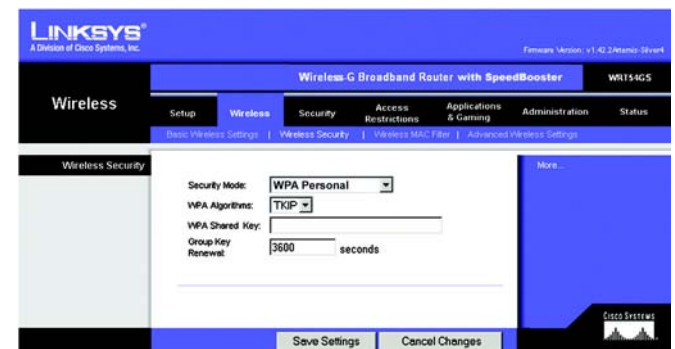 LINKSYS®
A Division of Cisco Systems, Inc.
Firmware Version: v1.42.2
Wireless-G Broadband Router with SpeedBooster WRT54GS
Wireless
Setup Wireless Security Access Restrictions Applications & Gaming Administration Status
Basic Wireless Settings | Wireless Security | Wireless MAC Filter | Advanced Wireless Settings
Wireless Security
More...
Security Mode: WPA Personal
WPA Algorithms: TKIP
WPA Shared Key:
Group Key Renewal: 3600 seconds
CISCO SYSTEMS
Save Settings Cancel Changes